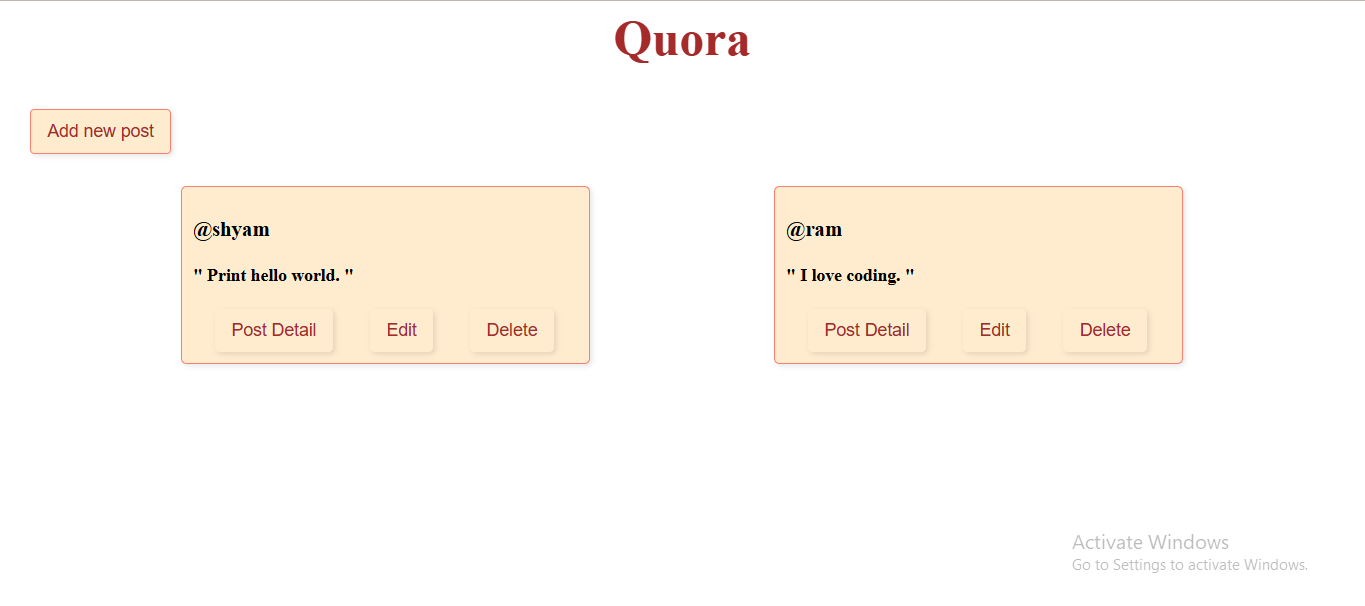 Quora
Add new post
@shyam
" Print hello world. "
Post Detail Edit Delete
@ram
" I love coding. "
Post Detail Edit Delete
Activate Windows
Go to Settings to activate Windows.